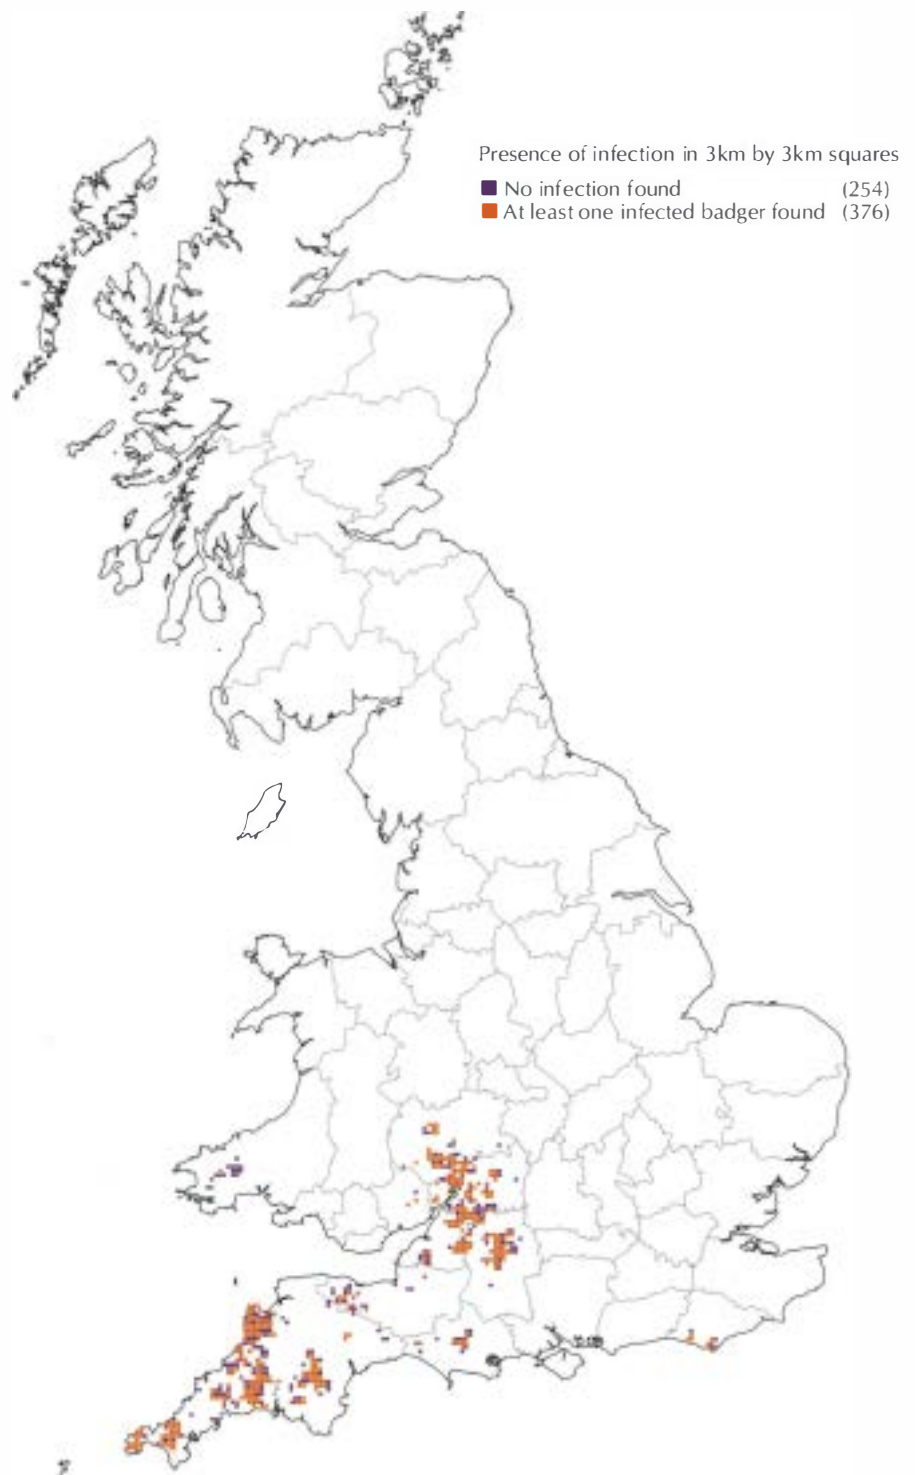 Presence of infection in 3km by 3km squares
No infection found (254)
At least one infected badger found (376)